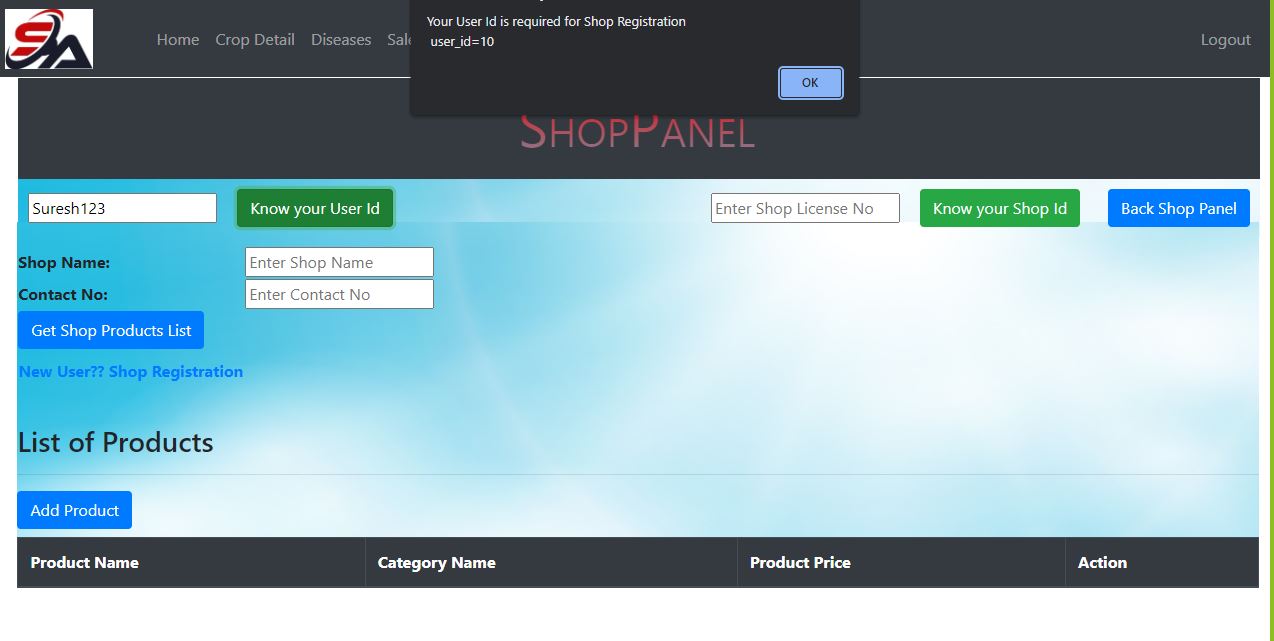 Your User Id is required for Shop Registration
user_id=10
OK
SA
Home Crop Detail Diseases Logout
ShopPanel
Suresh123 Know your User Id Enter Shop License No Know your Shop Id Back Shop Panel
Shop Name: Enter Shop Name
Contact No: Enter Contact No
Get Shop Products List
New User?? Shop Registration
List of Products
Add Product
Product Name Category Name Product Price Action